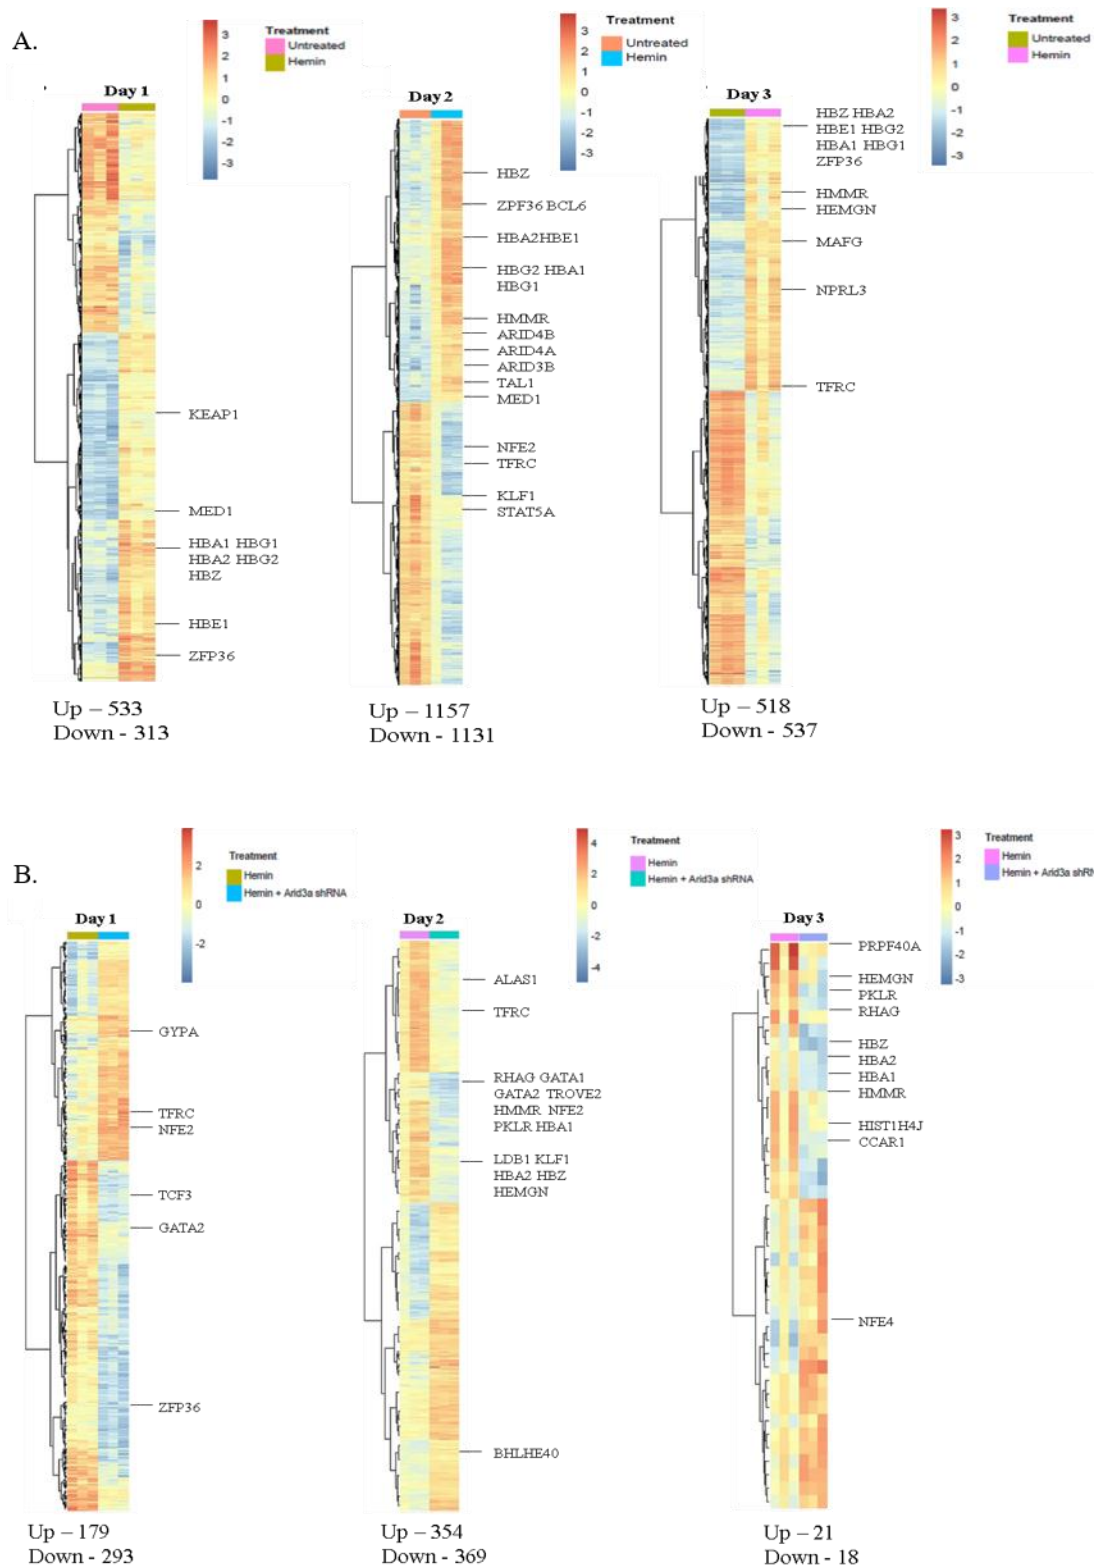 A.
Day 1
3
2
1
0
-1
-2
-3
Treatment
Untreated
Hemin
KEAP1
MED1
HBA1 HBG1
HBA2 HBG2
HBZ
HBE1
ZFP36
Up – 533
Down - 313
Day 2
3
2
1
0
-1
-2
-3
Treatment
Untreated
Hemin
HBZ
ZPF36 BCL6
HBA2HBE1
HBG2 HBA1
HBG1
HMMR
ARID4B
ARID4A
ARID3B
TAL1
MED1
NFE2
TFRC
KLF1
STAT5A
Up – 1157
Down - 1131
Day 3
3
2
1
0
-1
-2
-3
Treatment
Untreated
Hemin
HBZ HBA2
HBE1 HBG2
HBA1 HBG1
ZFP36
HMMR
HEMGN
MAFG
NPRL3
TFRC
Up – 518
Down - 537
B.
Day 1
2
0
-2
Treatment
Hemin
Hemin + Arid3a shRNA
GYPA
TFRC
NFE2
TCF3
GATA2
ZFP36
Up – 179
Down - 293
Day 2
4
2
0
-2
-4
Treatment
Hemin
Hemin + Arid3a shRNA
ALAS1
TFRC
RHAG GATA1
GATA2 TROVE2
HMMR NFE2
PKLR HBA1
LDB1 KLF1
HBA2 HBZ
HEMGN
BHLHE40
Up – 354
Down - 369
Day 3
3
2
1
0
-1
-2
-3
Treatment
Hemin
Hemin + Arid3a shRN
PRPF40A
HEMGN
PKLR
RHAG
HBZ
HBA2
HBA1
HMMR
HIST1H4J
CCAR1
NFE4
Up – 21
Down - 18